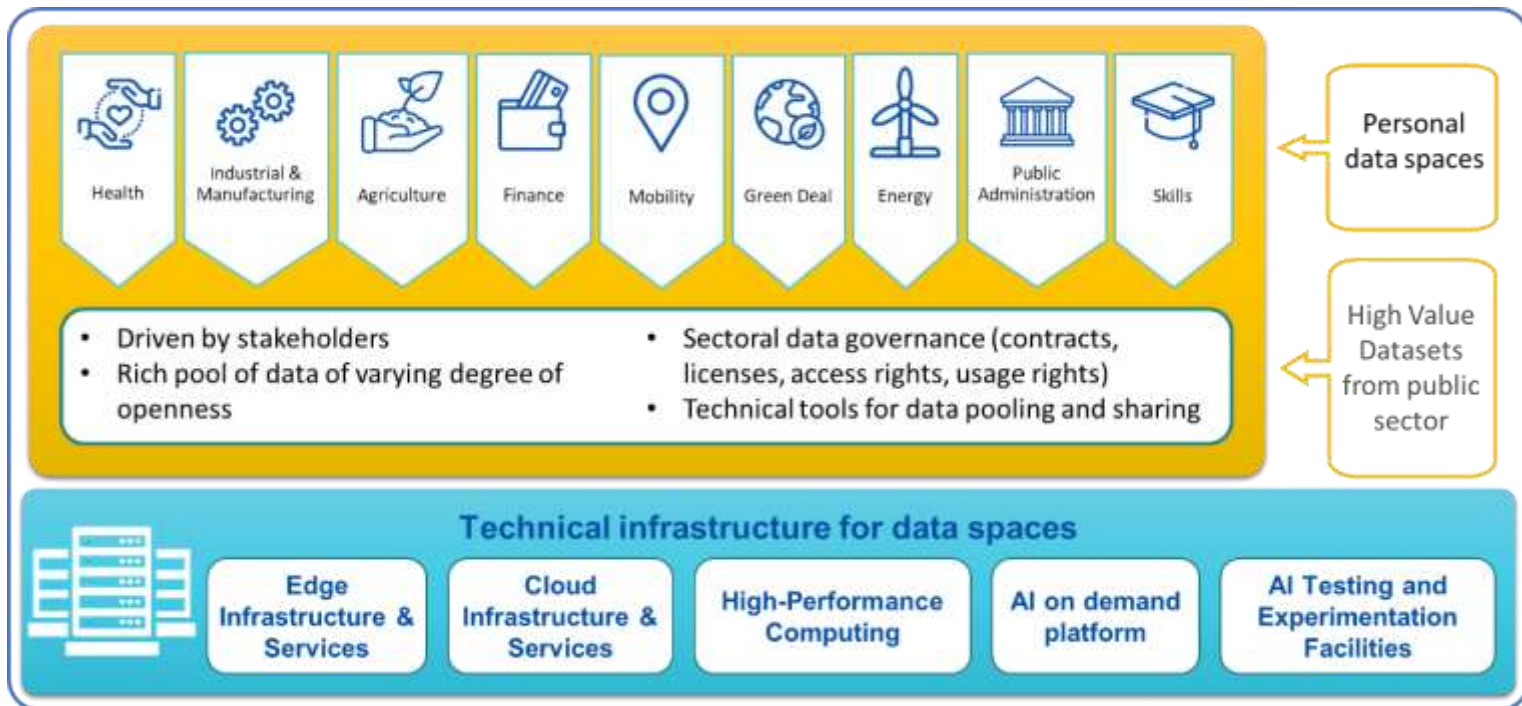 Health
Industrial &
Manufacturing
Agriculture
Finance
Mobility
Green Deal
Energy
Public
Administration
Skills
Personal
data spaces
• Driven by stakeholders
• Rich pool of data of varying degree of
openness
• Sectoral data governance (contracts,
licenses, access rights, usage rights)
• Technical tools for data pooling and sharing
High Value
Datasets
from public
sector
Technical infrastructure for data spaces
Edge
Infrastructure &
Services
Cloud
Infrastructure &
Services
High-Performance
Computing
AI on demand
platform
AI Testing and
Experimentation
Facilities